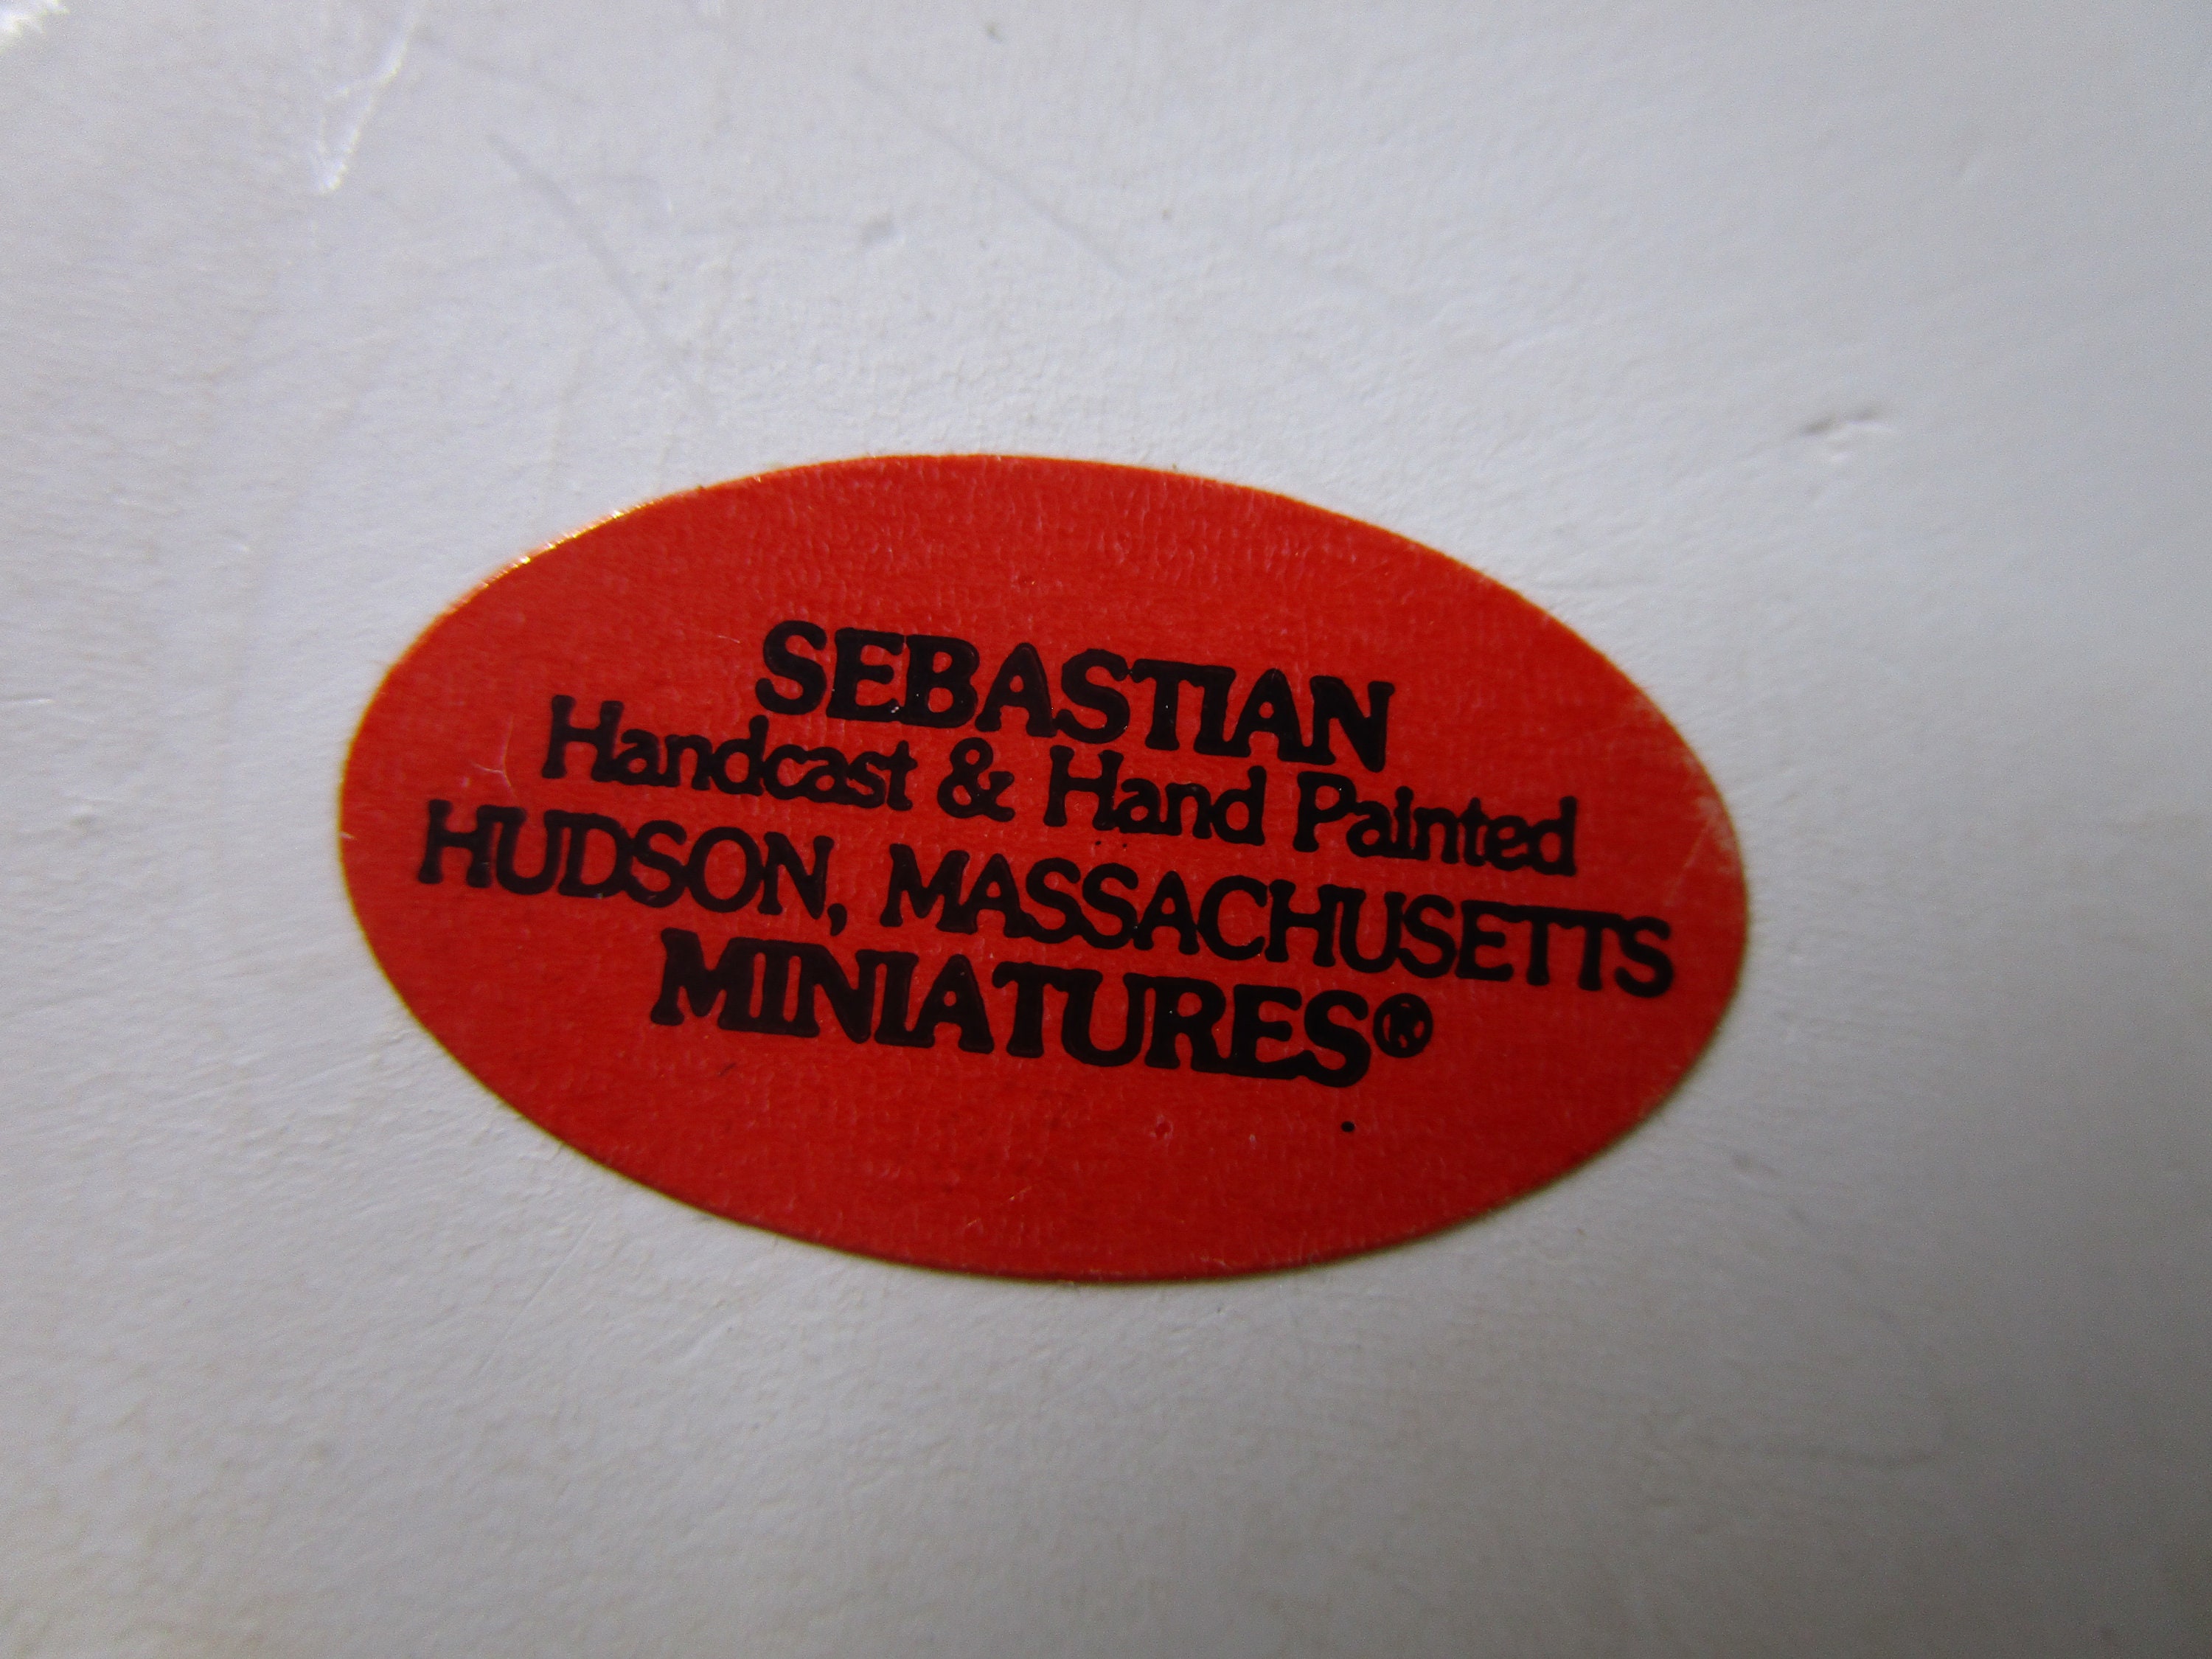 SEBASTIAN
Handcast & Hand Painted
HUDSON, MASSACHUSETTS
MINIATURES®